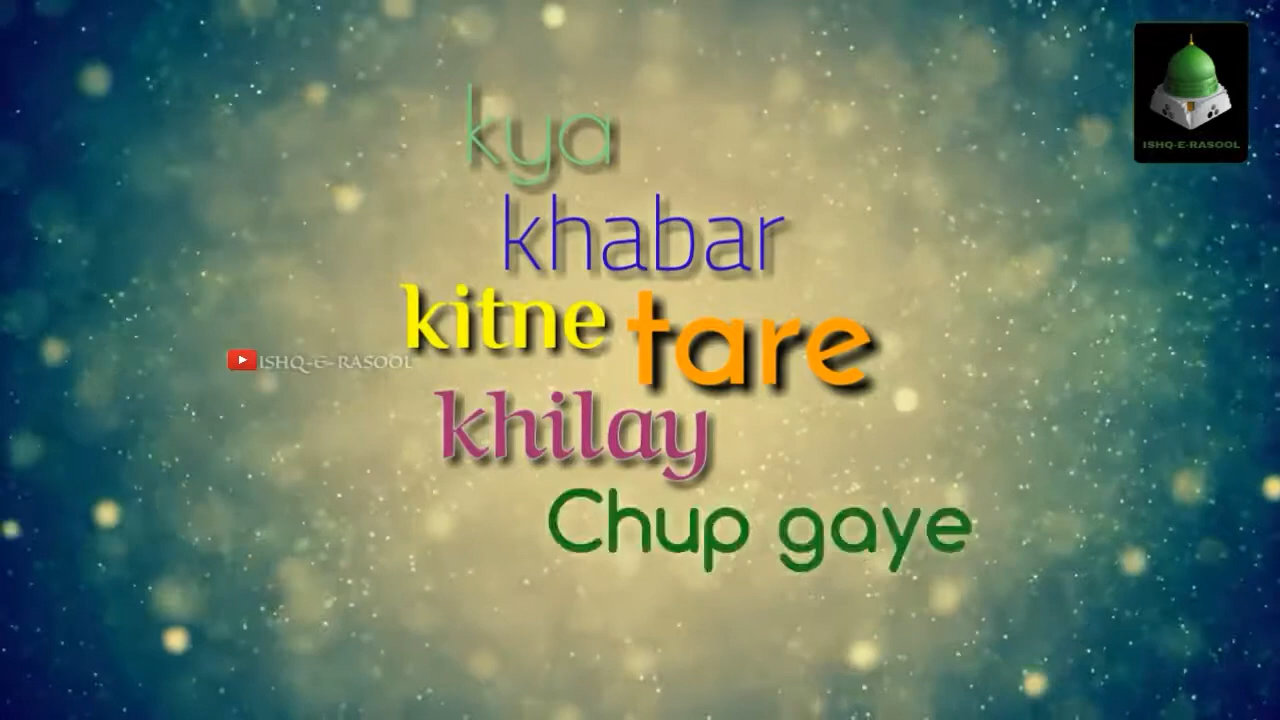 ISHQ-E-RASOOL
kya
khabar
kitne tare
ISHQ-E-RASOOL
khilay
Chup gaye